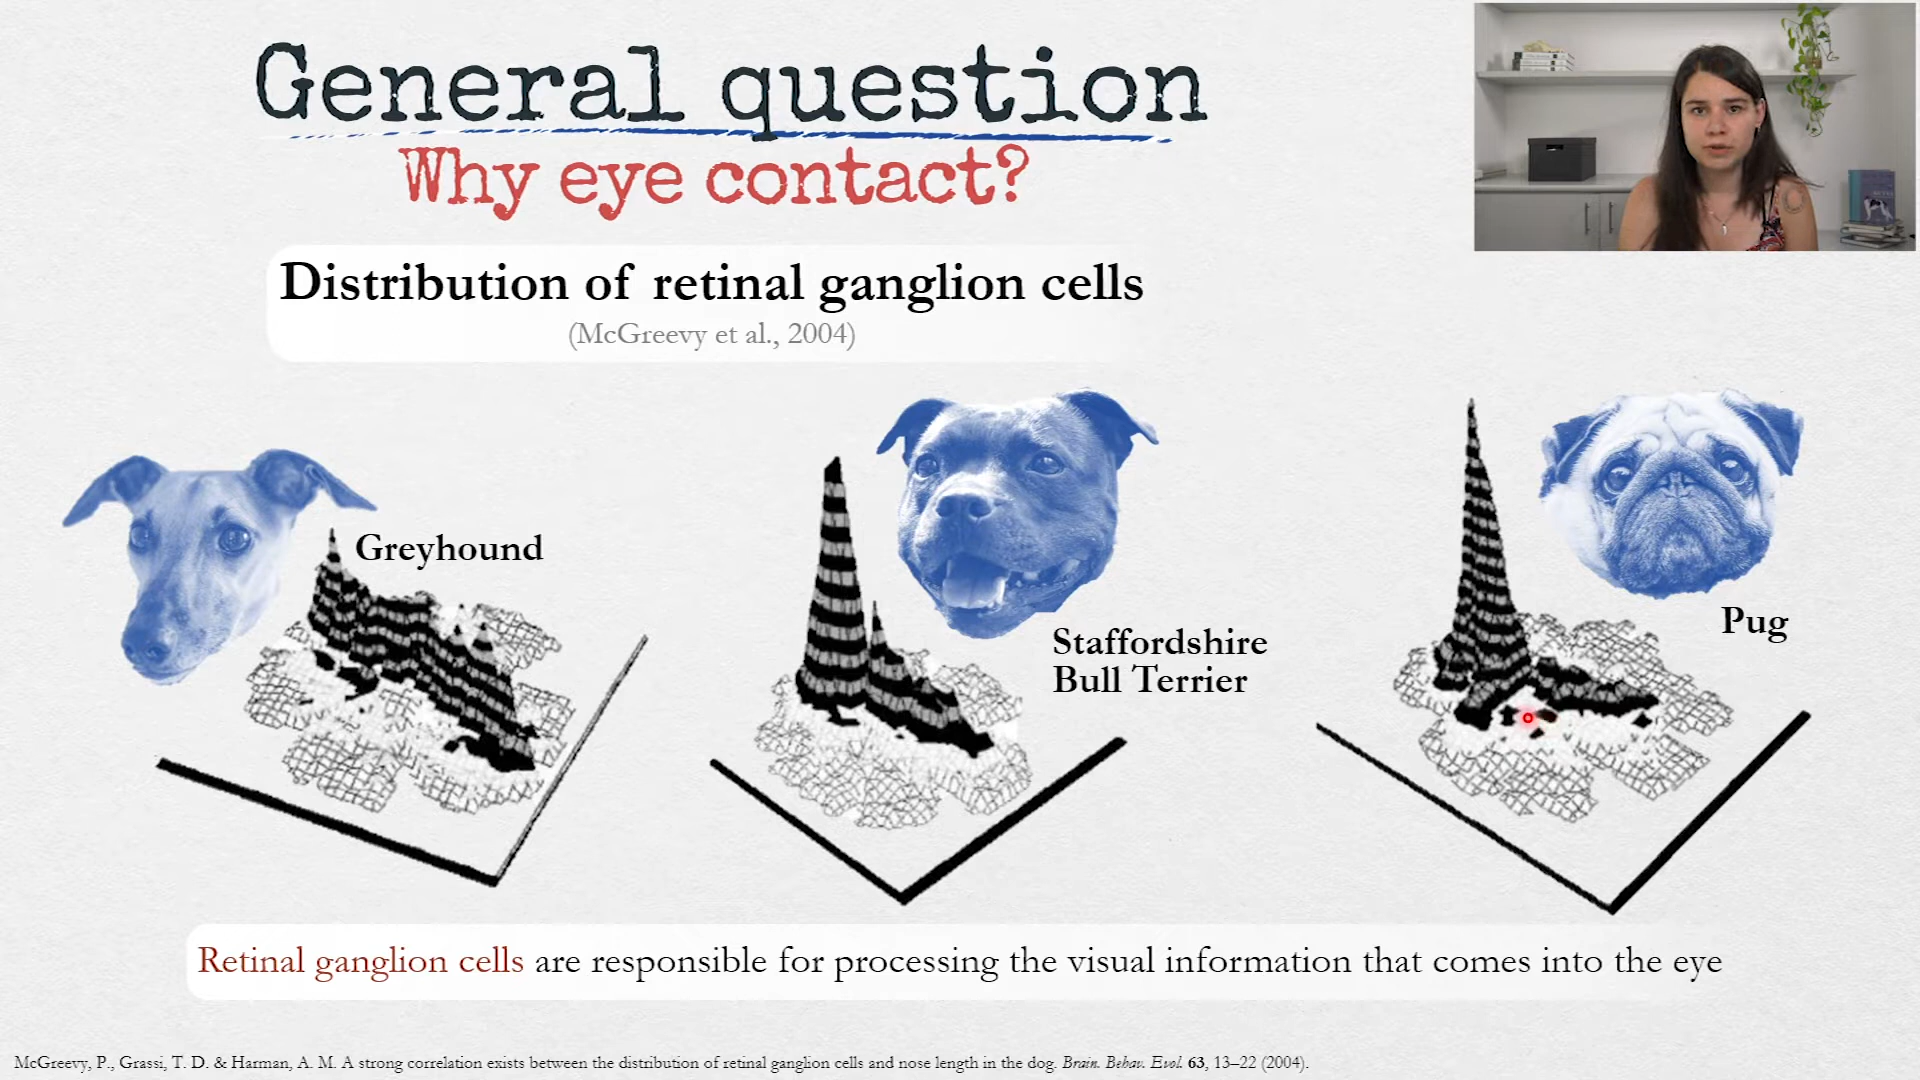 General question
Why eye contact?
Distribution of retinal ganglion cells
(McGreevy et al., 2004)
Greyhound
Staffordshire
Bull Terrier
Pug
Retinal ganglion cells are responsible for processing the visual information that comes into the eye
McGreevy, P., Grassi, T. D. & Harman, A. M. A strong correlation exists between the distribution of retinal ganglion cells and nose length in the dog. Brain. Behav. Evol. 63, 13–22 (2004).